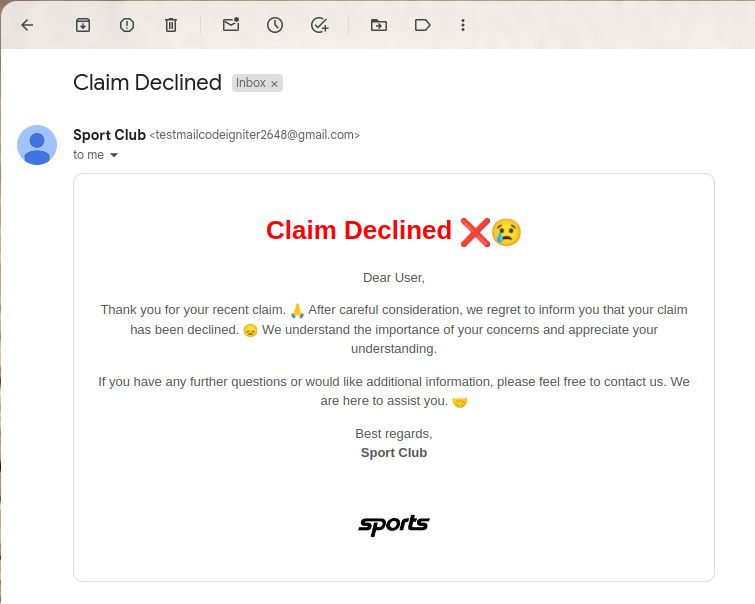 Claim Declined Inbox ×
Sport Club <testmailcodeigniter2648@gmail.com>
to me
Claim Declined ❌😢
Dear User,
Thank you for your recent claim. 🙏 After careful consideration, we regret to inform you that your claim
has been declined. 😞 We understand the importance of your concerns and appreciate your
understanding.
If you have any further questions or would like additional information, please feel free to contact us. We
are here to assist you. 🤝
Best regards,
Sport Club
sports